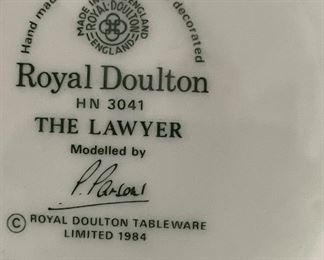 Hand made
decorated
MADE IN ENGLAND
ROYAL·DOULTON
ENGLAND
Royal Doulton
HN 3041
THE LAWYER
Modelled by
P. Parsons
© ROYAL DOULTON TABLEWARE
LIMITED 1984